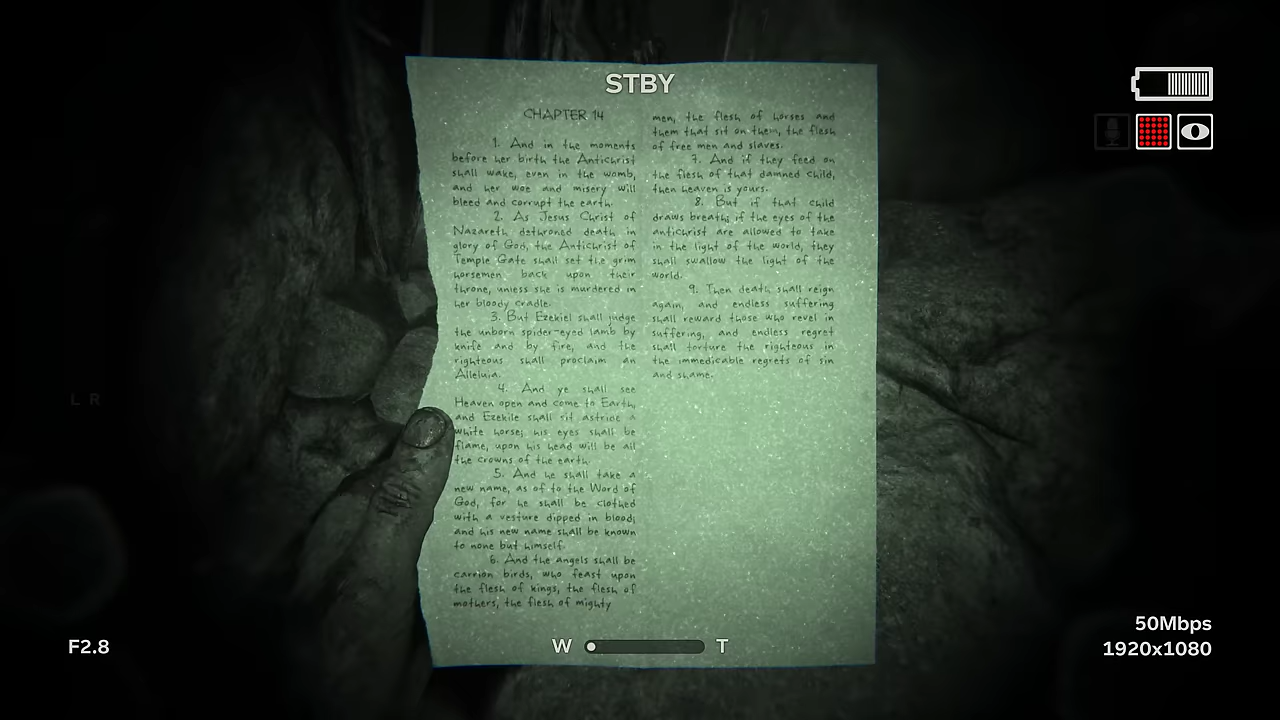 STBY
CHAPTER 14
1. And in the moments
before her birth the Antichrist
shall wake, even in the womb,
and her woe and misery will
bleed and corrupt the earth.
2. As Jesus Christ of
Nazareth dethroned death in
glory of God, the Antichrist of
Temple Gate shall set the grim
horsemen back upon their
throne, unless she is murdered in
her bloody cradle.
3. But Ezekiel shall judge
the unborn spider-eyed lamb by
knife and by fire, and the
righteous shall proclaim an
Alleluia.
4. And ye shall see
Heaven open and come to Earth,
and Ezekile shall sit astride a
white horse; his eyes shall be
flame, upon his head will be all
the crowns of the earth.
5. And he shall take a
new name, as of to the Word of
God, for he shall be clothed
with a vesture dipped in blood;
and his new name shall be known
to none but himself.
6. And the angels shall be
carrion birds, who feast upon
the flesh of kings, the flesh of
mothers, the flesh of mighty
men, the flesh of horses and
them that sit on them, the flesh
of free men and slaves.
7. And if they feed on
the flesh of that damned child,
then heaven is yours.
8. But if that child
draws breath, if the eyes of the
antichrist are allowed to take
in the light of the world, they
shall swallow the light of the
world.
9. Then death shall reign
again, and endless suffering
shall reward those who revel in
suffering, and endless regret
shall torture the righteous in
the immedicable regrets of sin
and shame.
L R
F2.8
W T
50Mbps
1920x1080